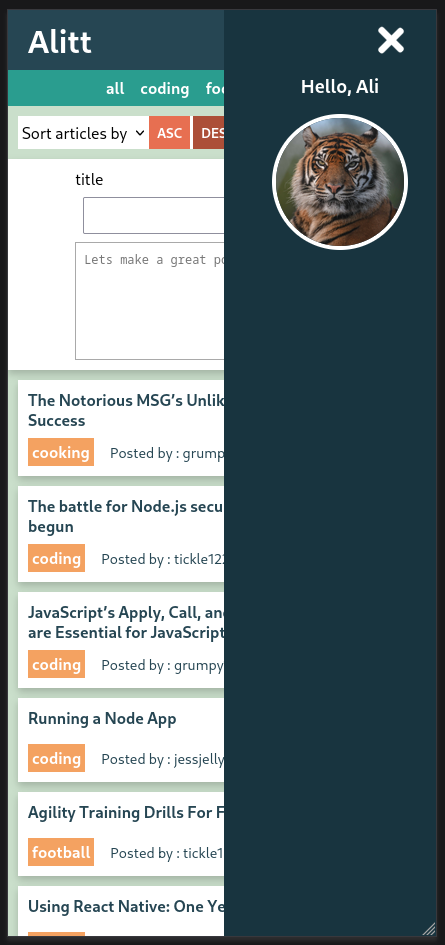 Alitt
Hello, Ali
all coding foo
Sort articles by ASC DES
title
Lets make a great po
The Notorious MSG’s Unlik
Success
cooking Posted by : grump
The battle for Node.js secu
begun
coding Posted by : tickle122
JavaScript’s Apply, Call, and
are Essential for JavaScript
coding Posted by : grumpy
Running a Node App
coding Posted by : jessjelly
Agility Training Drills For F
football Posted by : tickle1
Using React Native: One Ye